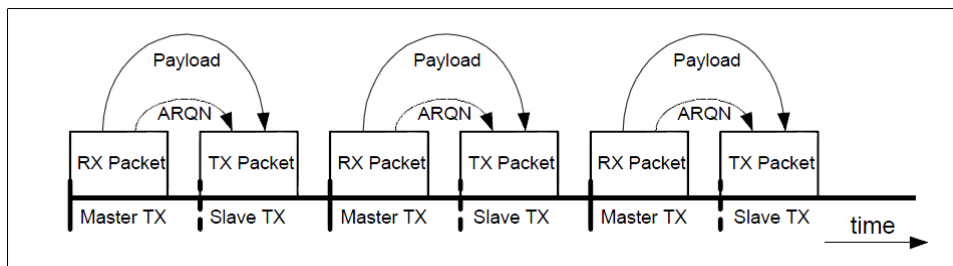 Payload Payload Payload
ARQN ARQN ARQN
RX Packet TX Packet RX Packet TX Packet RX Packet TX Packet
Master TX Slave TX Master TX Slave TX Master TX Slave TX
time